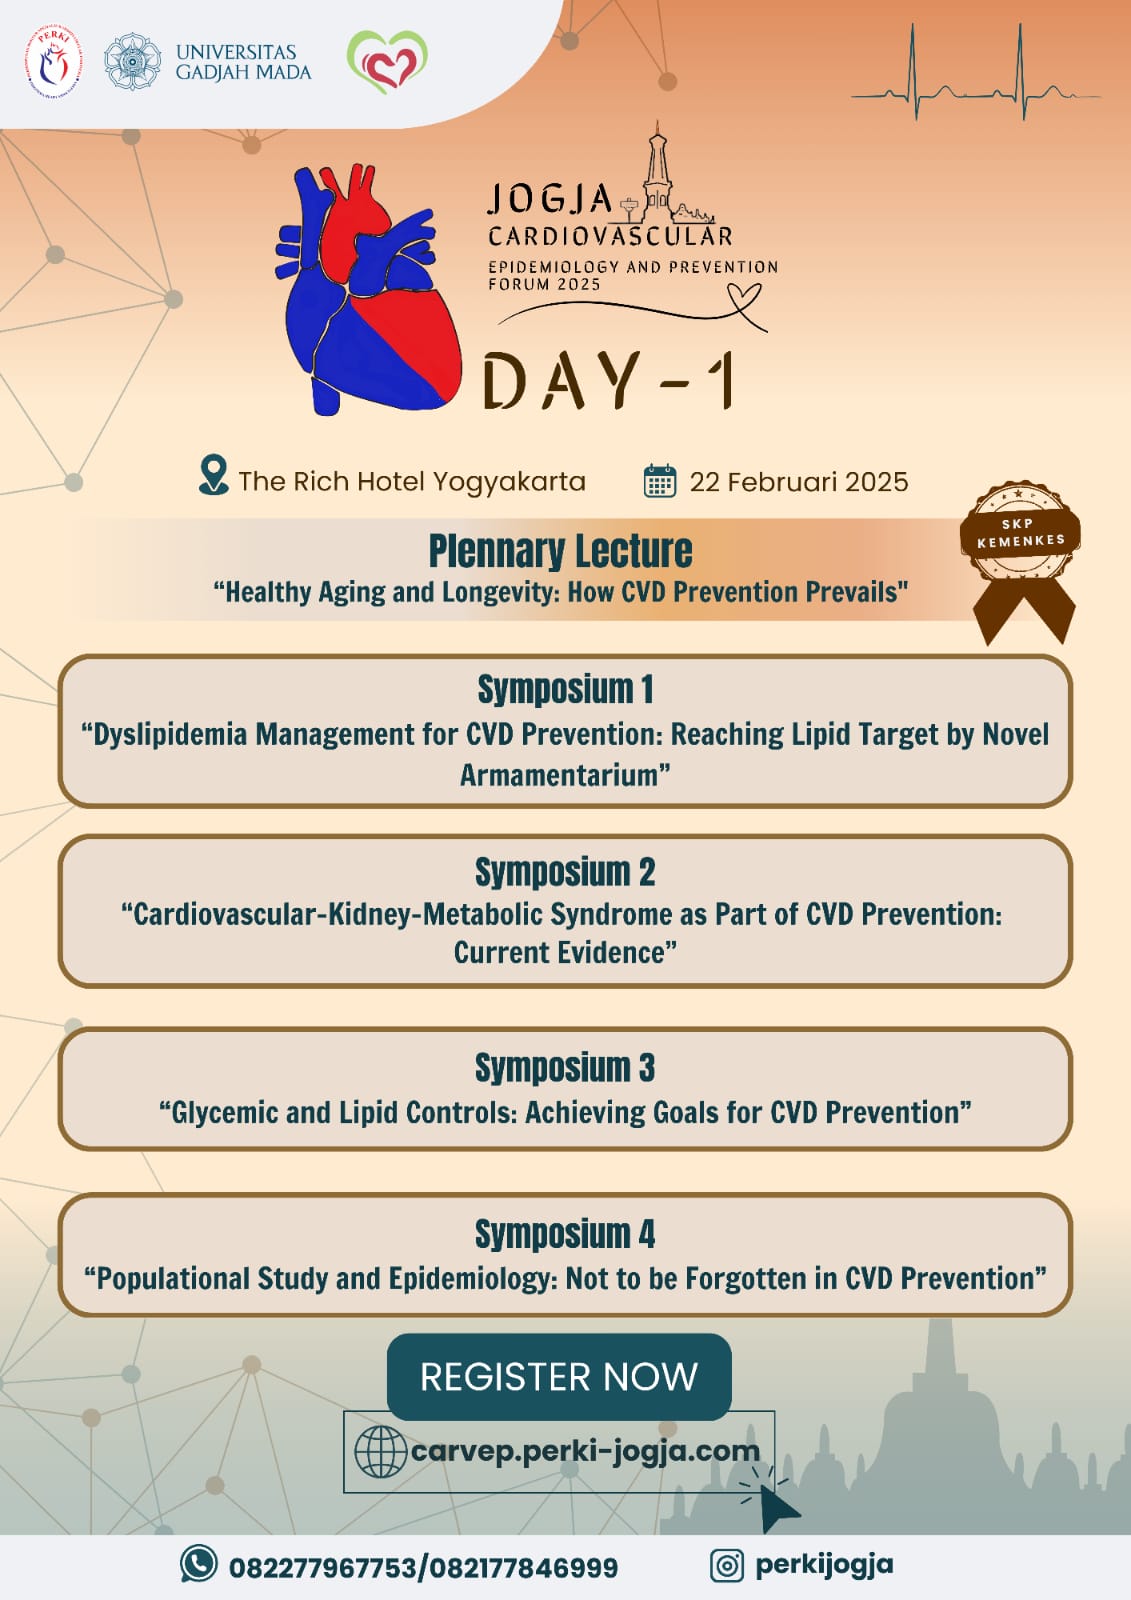 PERKI
UNIVERSITAS
GADJAH MADA
JOGJA
CARDIOVASCULAR
EPIDEMIOLOGY AND PREVENTION
FORUM 2025
DAY-1
The Rich Hotel Yogyakarta
22 Februari 2025
SKP
KEMENKES
Plennary Lecture
“Healthy Aging and Longevity: How CVD Prevention Prevails"
Symposium 1
“Dyslipidemia Management for CVD Prevention: Reaching Lipid Target by Novel
Armamentarium”
Symposium 2
“Cardiovascular-Kidney-Metabolic Syndrome as Part of CVD Prevention:
Current Evidence”
Symposium 3
“Glycemic and Lipid Controls: Achieving Goals for CVD Prevention”
Symposium 4
“Populational Study and Epidemiology: Not to be Forgotten in CVD Prevention”
REGISTER NOW
carvep.perki-jogja.com
082277967753/082177846999
perkijogja